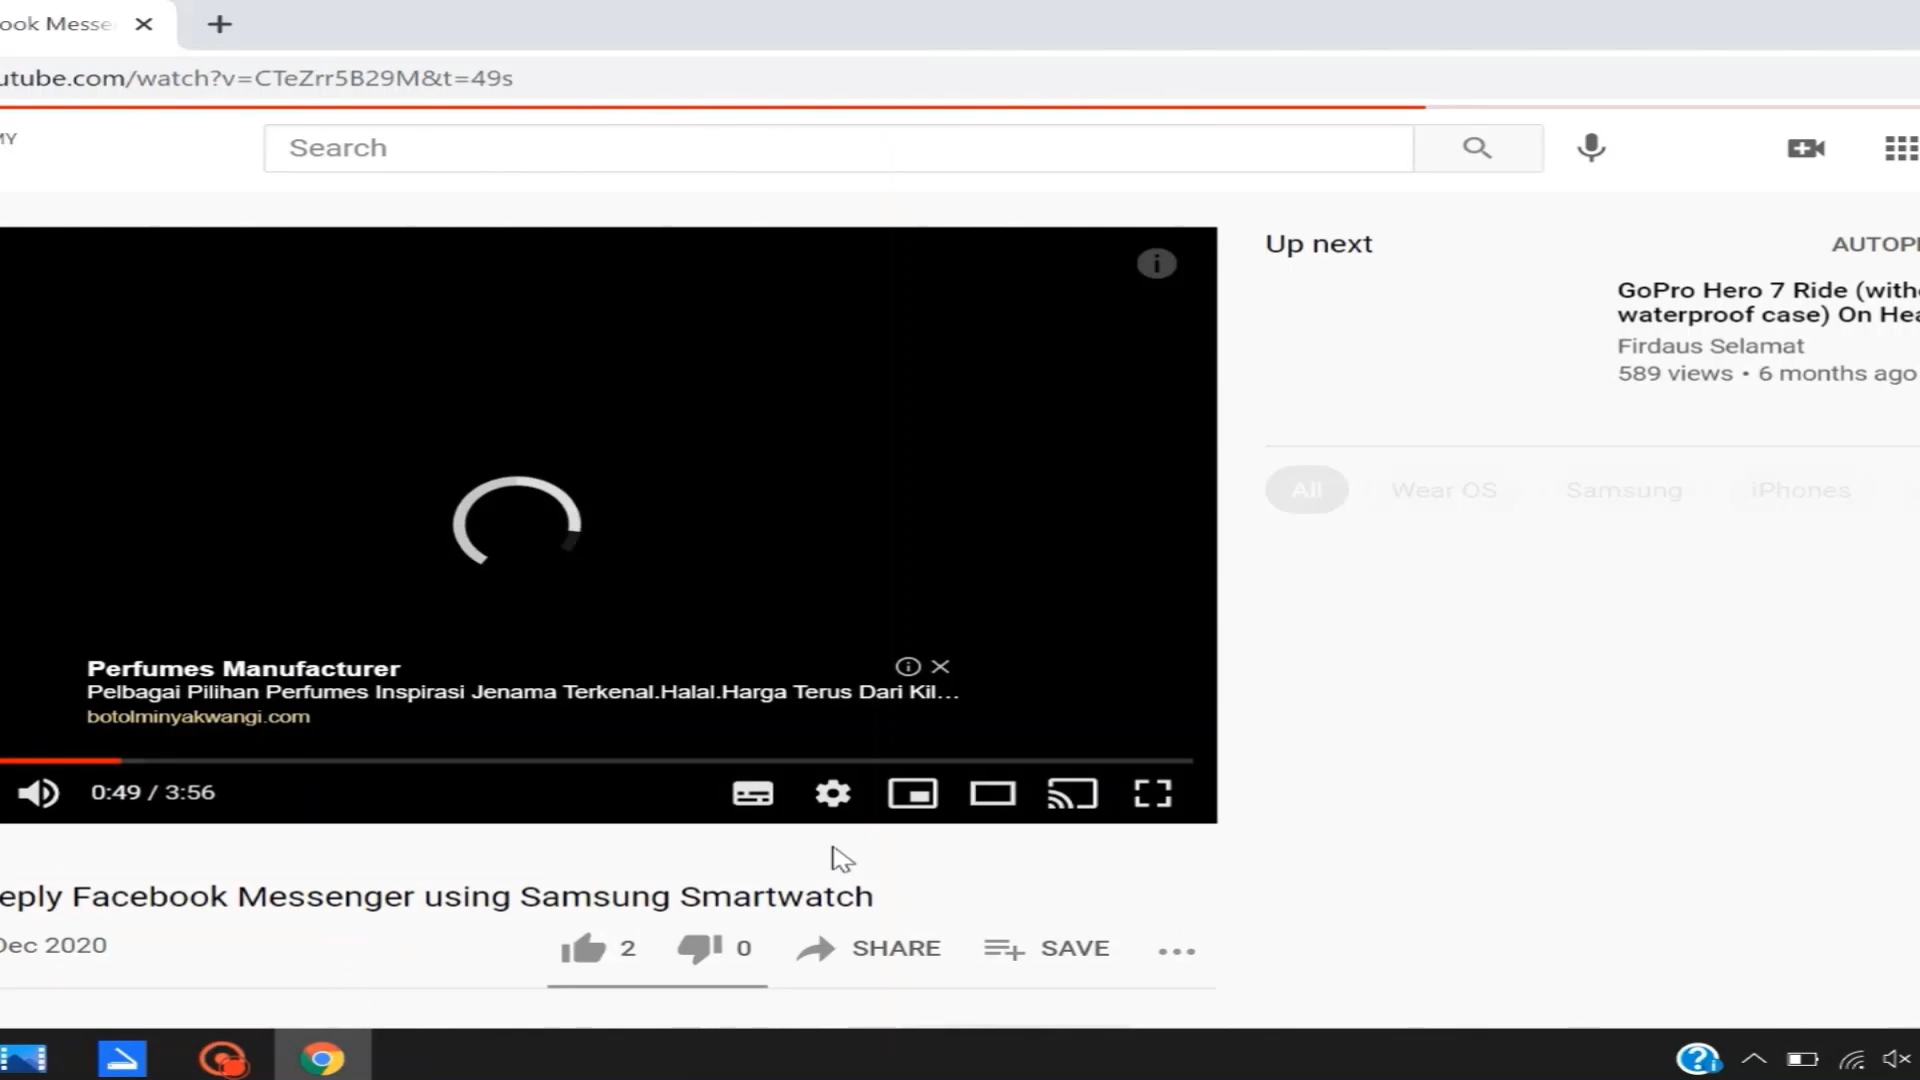 ook Messe
utube.com/watch?v=CTeZrr5B29M&t=49s
MY
Search
Up next
AUTOPL
GoPro Hero 7 Ride (witho
waterproof case) On Hea
Firdaus Selamat
589 views • 6 months ago
All
Wear OS
Samsung
iPhones
Perfumes Manufacturer
Pelbagai Pilihan Perfumes Inspirasi Jenama Terkenal.Halal.Harga Terus Dari Kil...
botolminyakwangi.com
0:49 / 3:56
eply Facebook Messenger using Samsung Smartwatch
Dec 2020
2
0
SHARE
SAVE